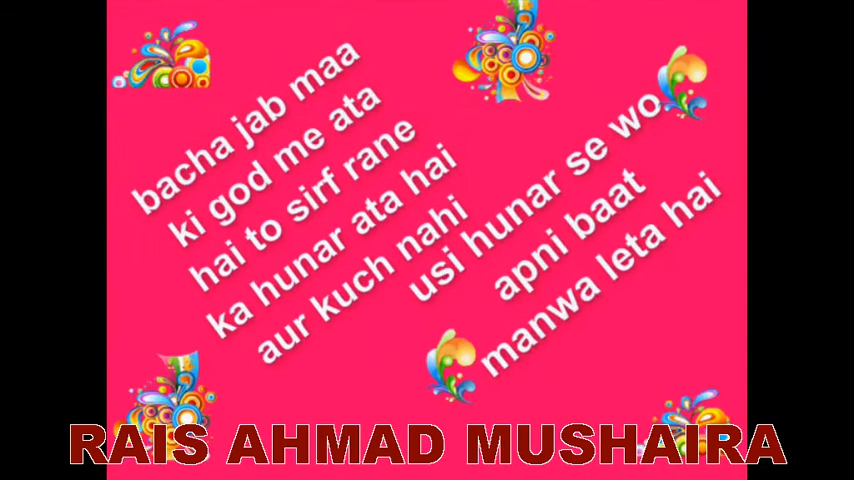 bacha jab maa
ki god me ata
hai to sirf rane
ka hunar ata hai
aur kuch nahi
usi hunar se wo
apni baat
manwa leta hai
RAIS AHMAD MUSHAIRA